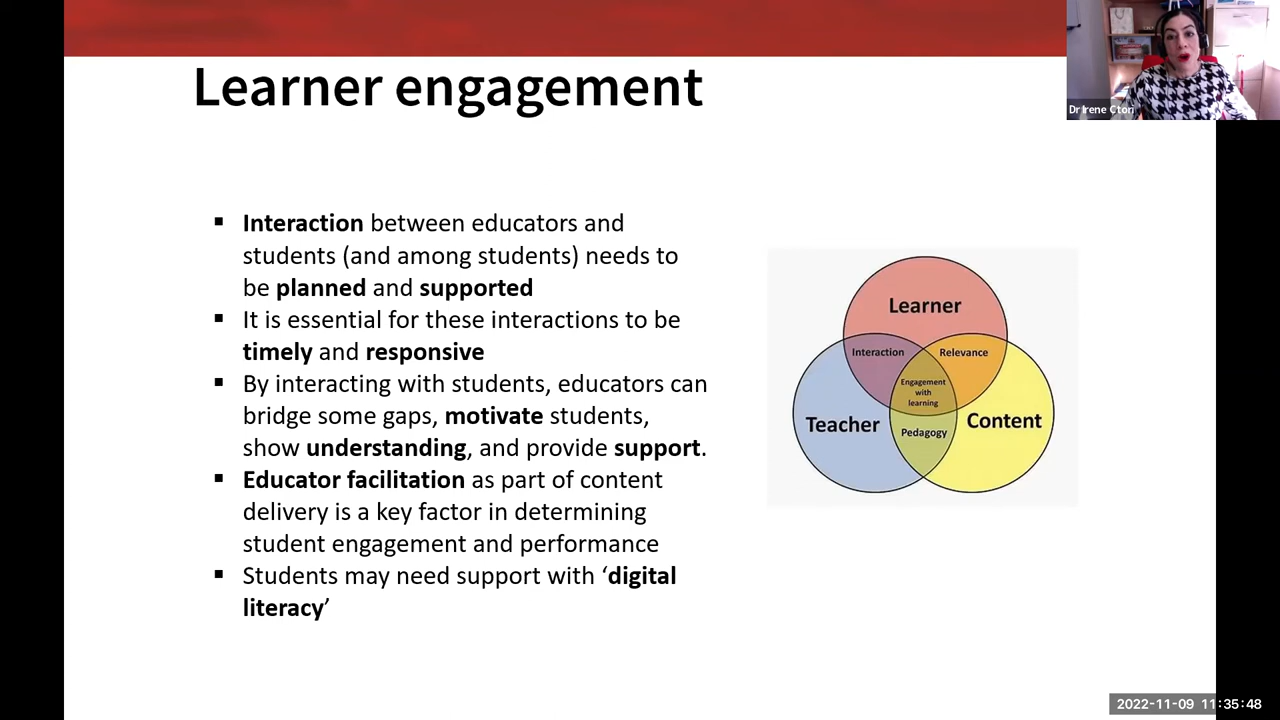 Learner engagement
Dr Irene Ctori
▪ Interaction between educators and
students (and among students) needs to
be planned and supported
▪ It is essential for these interactions to be
timely and responsive
▪ By interacting with students, educators can
bridge some gaps, motivate students,
show understanding, and provide support.
▪ Educator facilitation as part of content
delivery is a key factor in determining
student engagement and performance
▪ Students may need support with ‘digital
literacy’
Learner
Interaction
Relevance
Engagement
with
learning
Teacher
Content
Pedagogy
2022-11-09 11:35:48